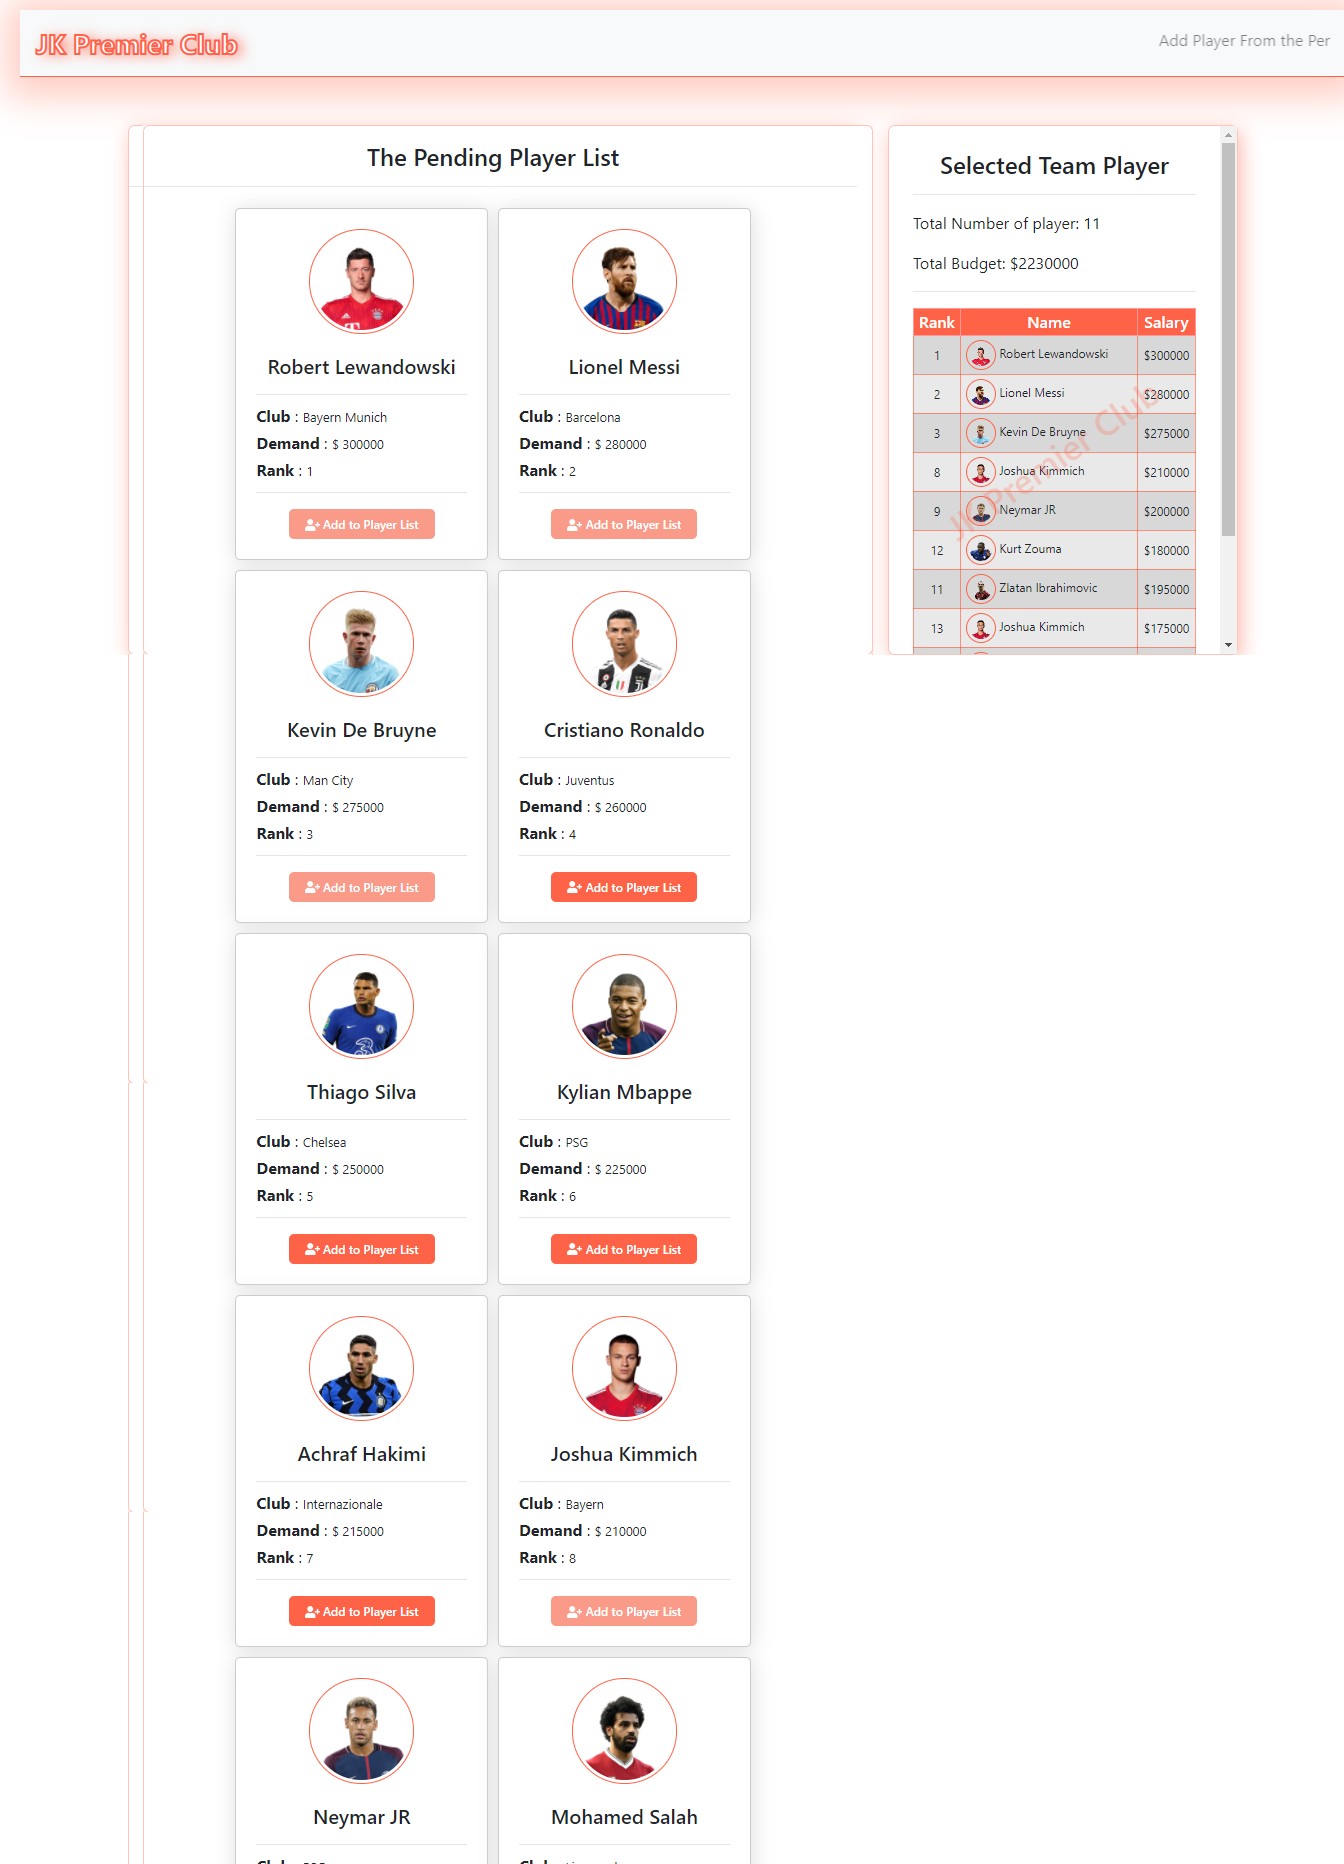 JK Premier Club
Add Player From the Per
The Pending Player List
Robert Lewandowski
Club : Bayern Munich
Demand : $ 300000
Rank : 1
Add to Player List
Lionel Messi
Club : Barcelona
Demand : $ 280000
Rank : 2
Add to Player List
Kevin De Bruyne
Club : Man City
Demand : $ 275000
Rank : 3
Add to Player List
Cristiano Ronaldo
Club : Juventus
Demand : $ 260000
Rank : 4
Add to Player List
Thiago Silva
Club : Chelsea
Demand : $ 250000
Rank : 5
Add to Player List
Kylian Mbappe
Club : PSG
Demand : $ 225000
Rank : 6
Add to Player List
Achraf Hakimi
Club : Internazionale
Demand : $ 215000
Rank : 7
Add to Player List
Joshua Kimmich
Club : Bayern
Demand : $ 210000
Rank : 8
Add to Player List
Neymar JR
Mohamed Salah
Selected Team Player
Total Number of player: 11
Total Budget: $2230000
Rank Name Salary
1 Robert Lewandowski $300000
2 Lionel Messi $280000
3 Kevin De Bruyne $275000
8 Joshua Kimmich $210000
9 Neymar JR $200000
12 Kurt Zouma $180000
11 Zlatan Ibrahimovic $195000
13 Joshua Kimmich $175000
JK Premier Club